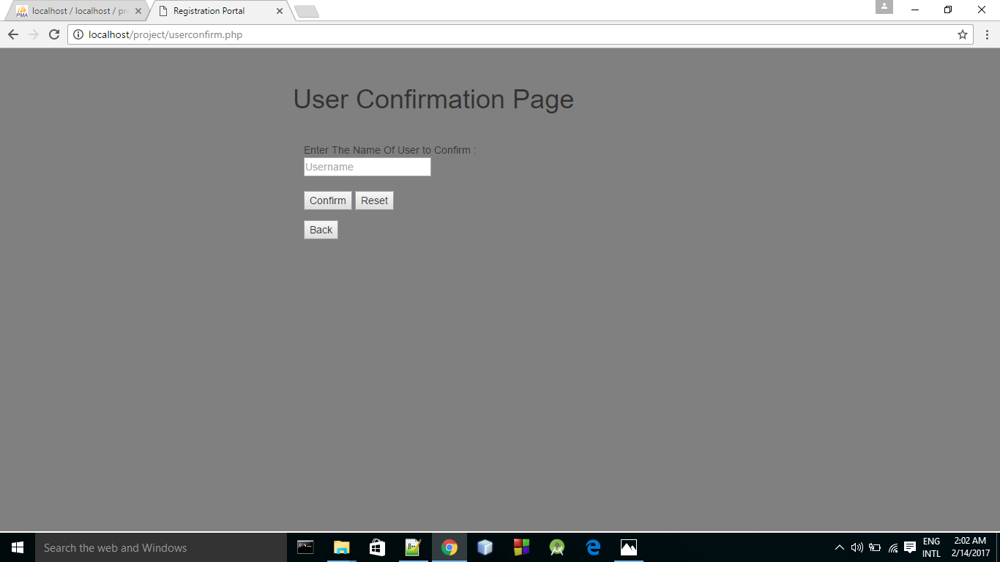 localhost / localhost / pr
Registration Portal
localhost/project/userconfirm.php
User Confirmation Page
Enter The Name Of User to Confirm :
Username
Confirm Reset
Back
Search the web and Windows
ENG
INTL
2:02 AM
2/14/2017
PMA